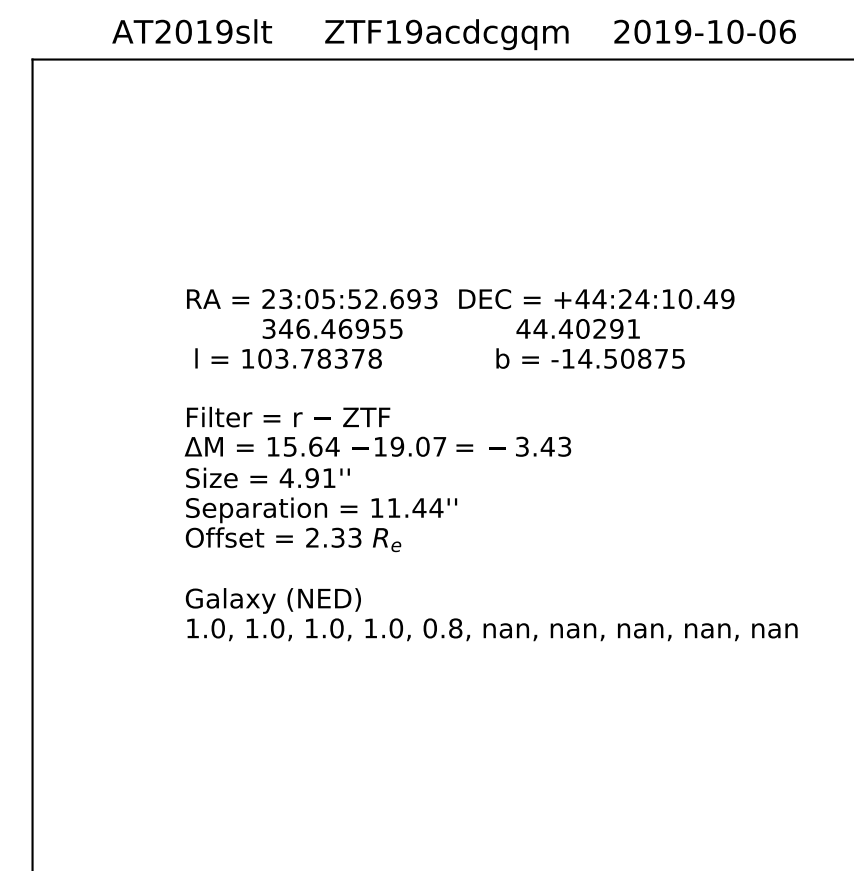 AT2019slt ZTF19acdcgqm 2019-10-06
RA = 23:05:52.693 DEC = +44:24:10.49
346.46955 44.40291
l = 103.78378 b = -14.50875
Filter = r − ZTF
ΔM = 15.64 −19.07 = − 3.43
Size = 4.91''
Separation = 11.44''
Offset = 2.33 Rₑ
Galaxy (NED)
1.0, 1.0, 1.0, 1.0, 0.8, nan, nan, nan, nan, nan